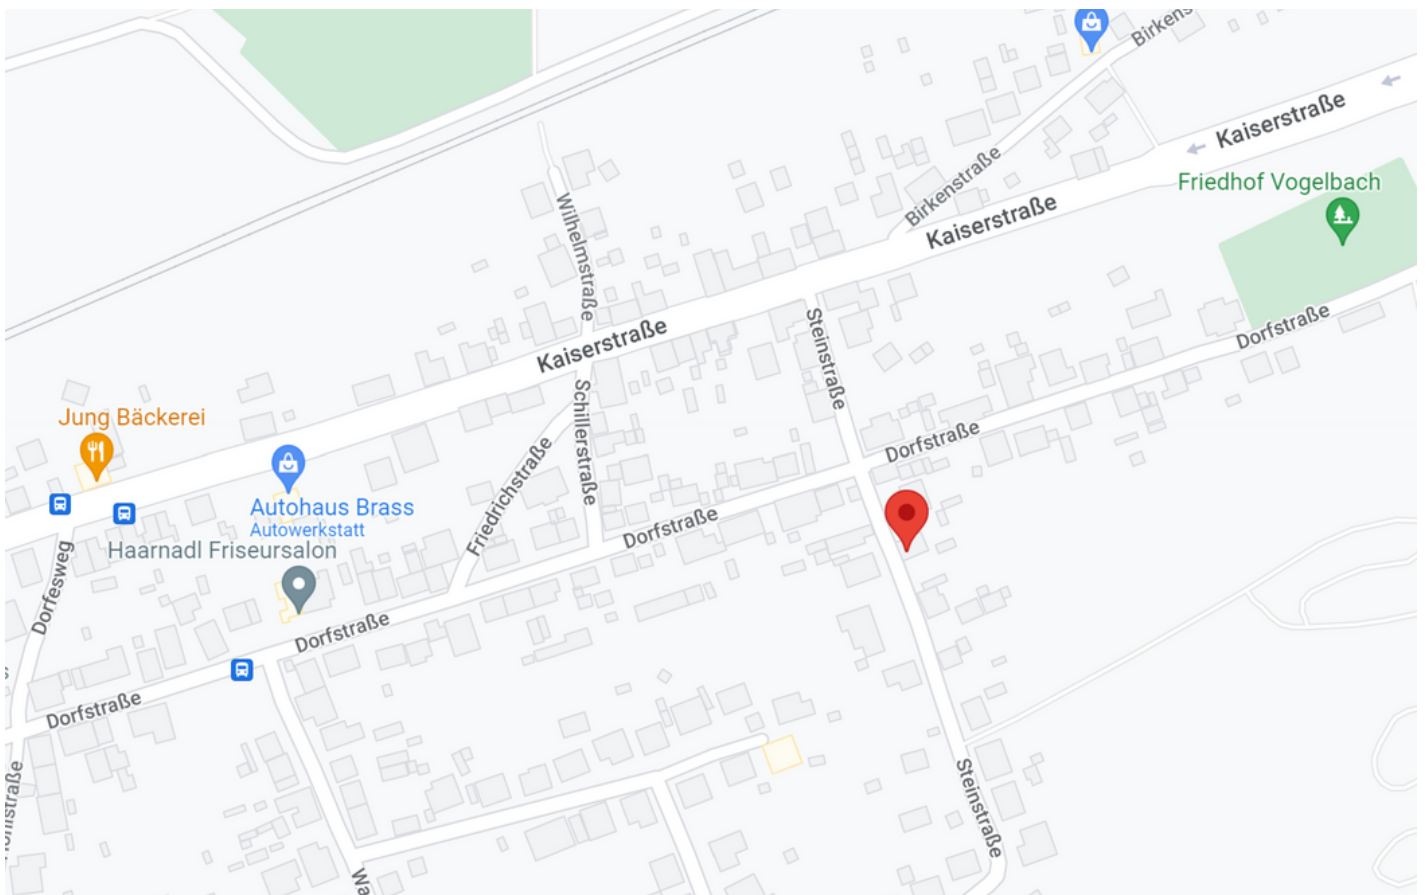 Birkens
Kaiserstraße
Friedhof Vogelbach
Birkenstraße
Kaiserstraße
Wilhelmstraße
Kaiserstraße
Steinstraße
Dorfstraße
Schillerstraße
Jung Bäckerei
Dorfstraße
Friedrichstraße
Autohaus Brass
Autowerkstatt
Dorfstraße
Haarnadl Friseursalon
Dorfesweg
Dorfstraße
Dorfstraße
Steinstraße
Wa